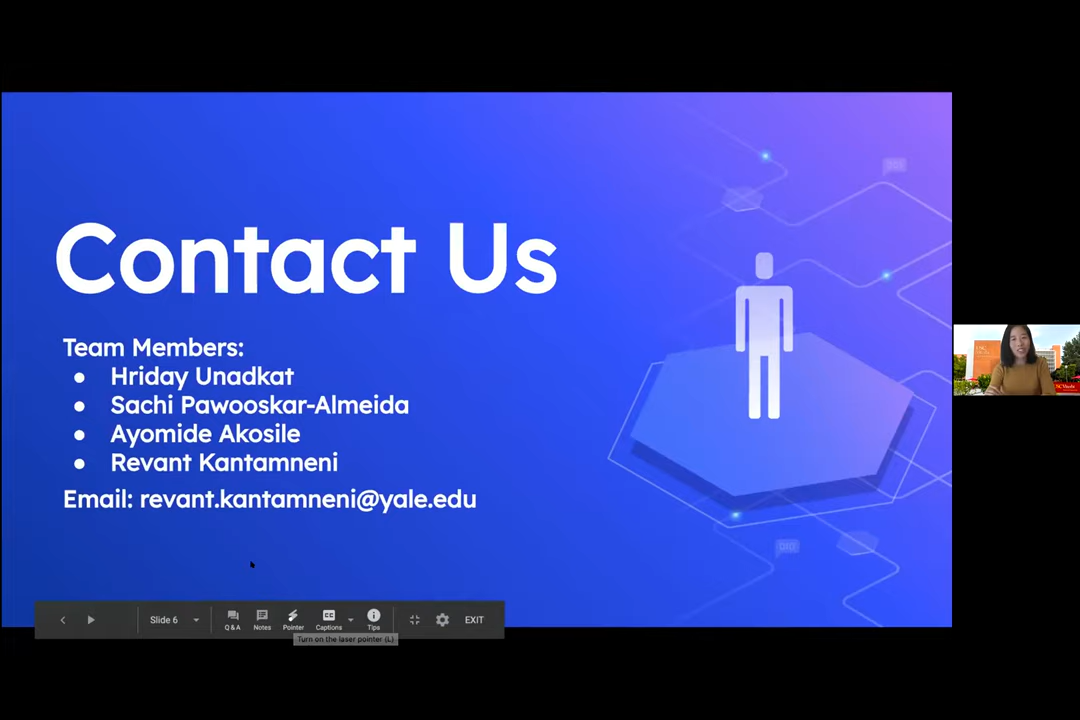 Contact Us
Team Members:
● Hriday Unadkat
● Sachi Pawooskar-Almeida
● Ayomide Akosile
● Revant Kantamneni
Email: revant.kantamneni@yale.edu
Slide 6
Q & A
Notes
Pointer
CC
Captions
Tips
EXIT
Turn on the laser pointer (L)